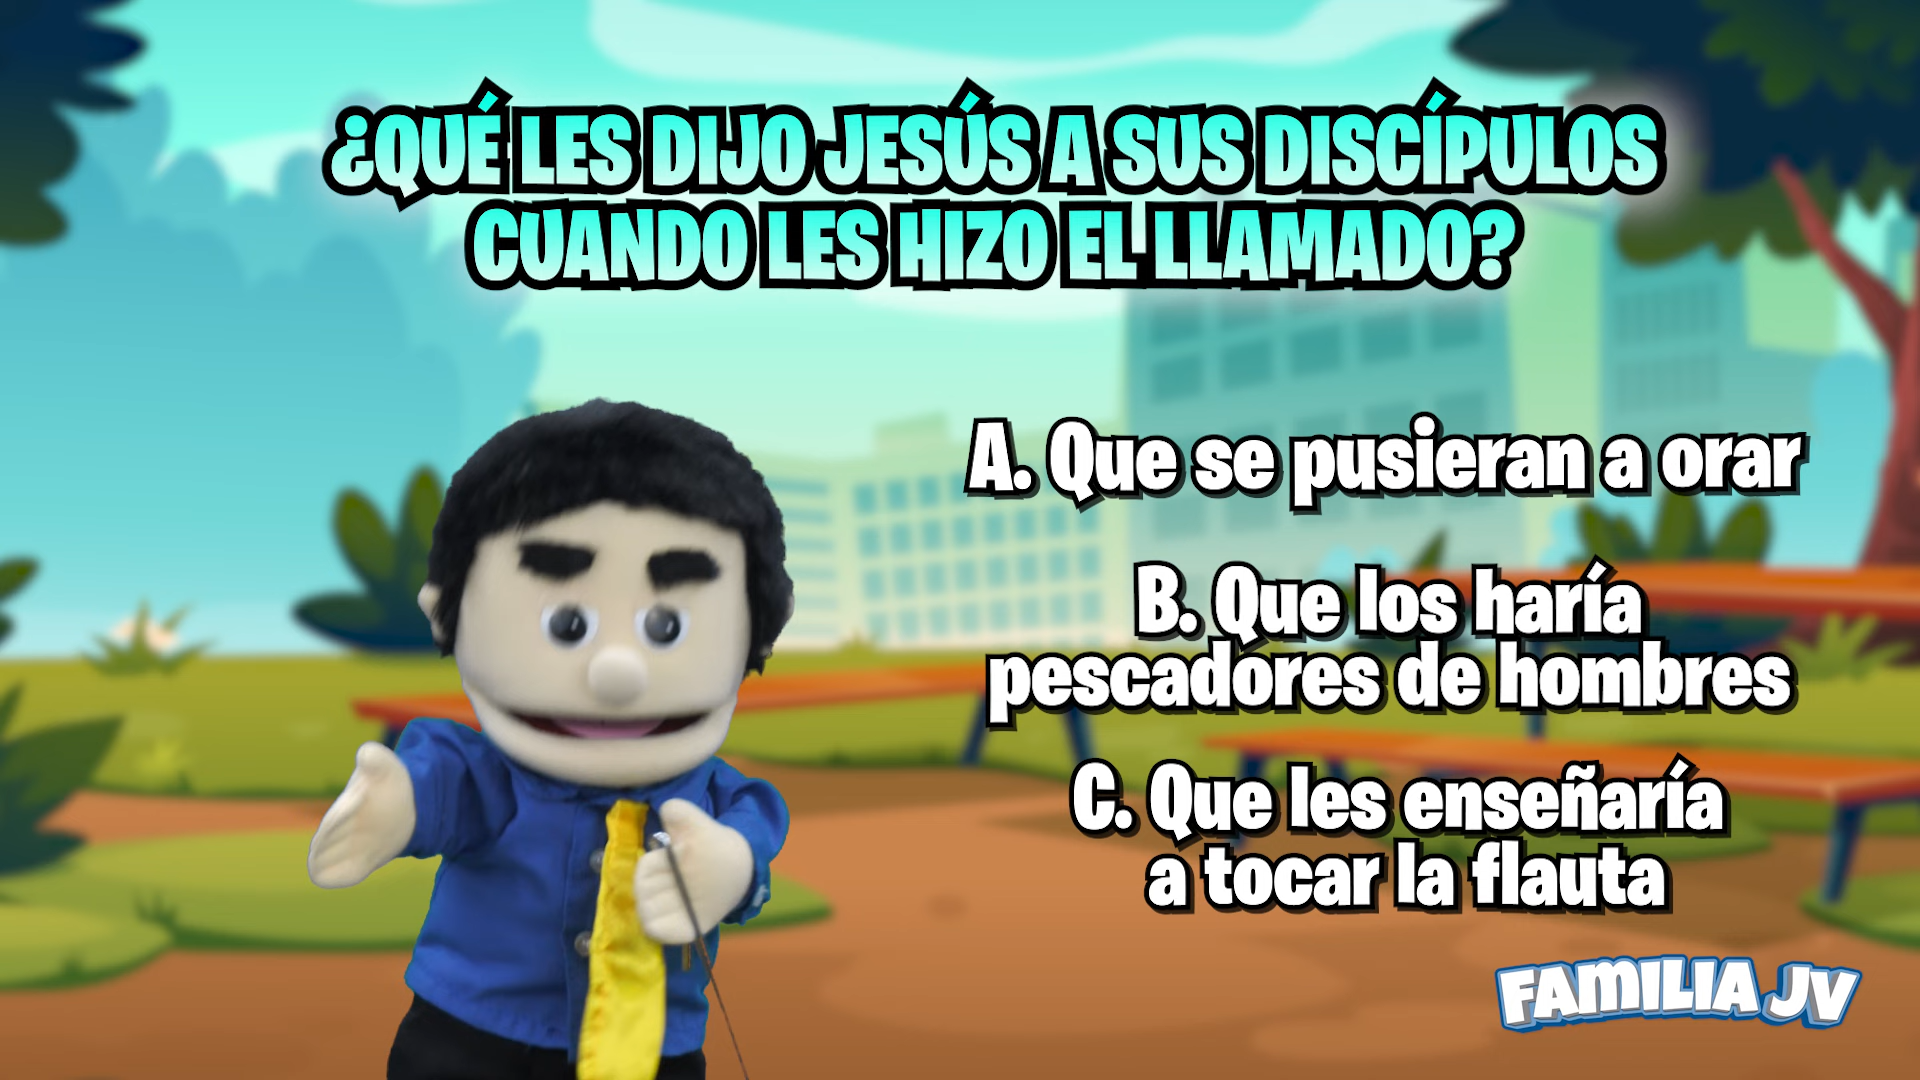 ¿QUÉ LES DIJO JESÚS A SUS DISCÍPULOS
CUANDO LES HIZO EL LLAMADO?
A. Que se pusieran a orar
B. Que los haría
pescadores de hombres
C. Que les enseñaría
a tocar la flauta
FAMILIA JV